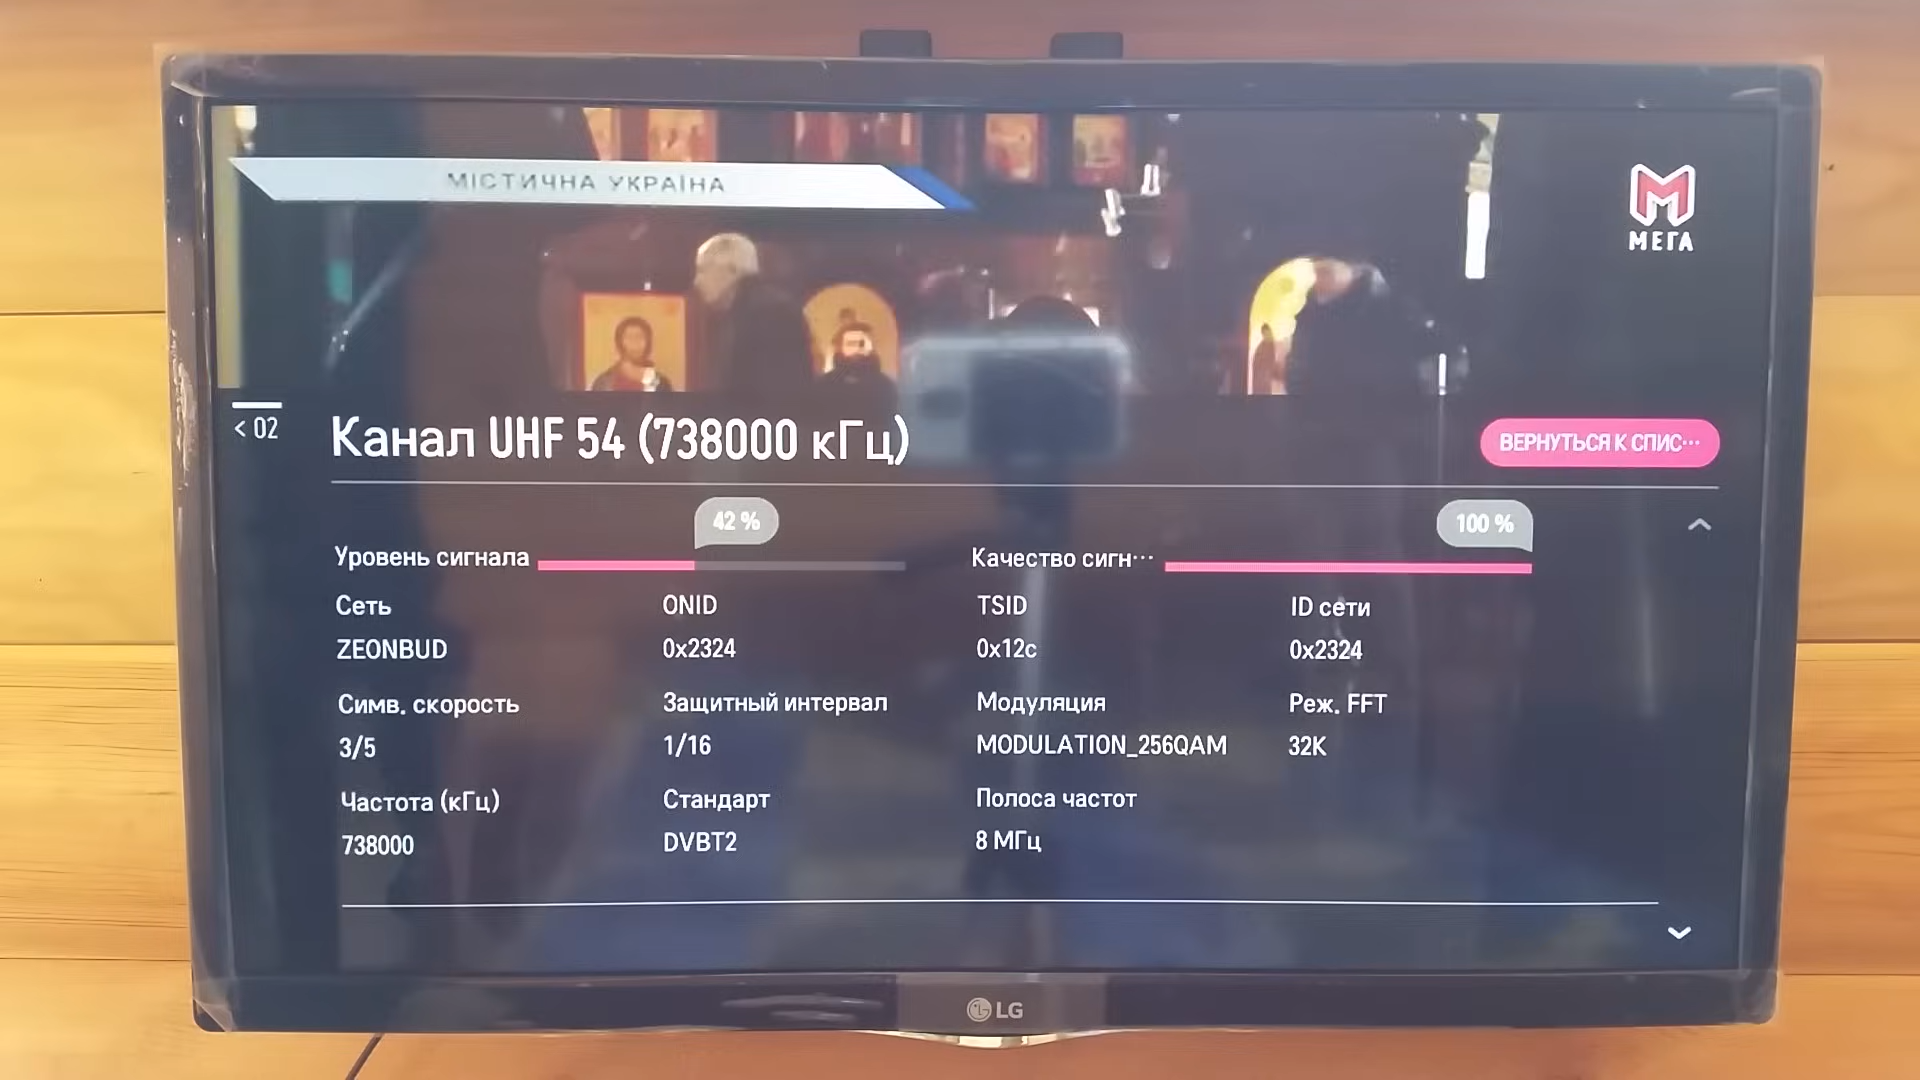 МІСТИЧНА УКРАЇНА
МЕГА
< 02
Канал UHF 54 (738000 кГц)
ВЕРНУТЬСЯ К СПИС···
42 %
100 %
Уровень сигнала
Качество сигн···
Сеть ONID TSID ID сети
ZEONBUD 0x2324 0x12c 0x2324
Симв. скорость Защитный интервал Модуляция Реж. FFT
3/5 1/16 MODULATION_256QAM 32K
Частота (кГц) Стандарт Полоса частот
738000 DVBT2 8 МГц
LG